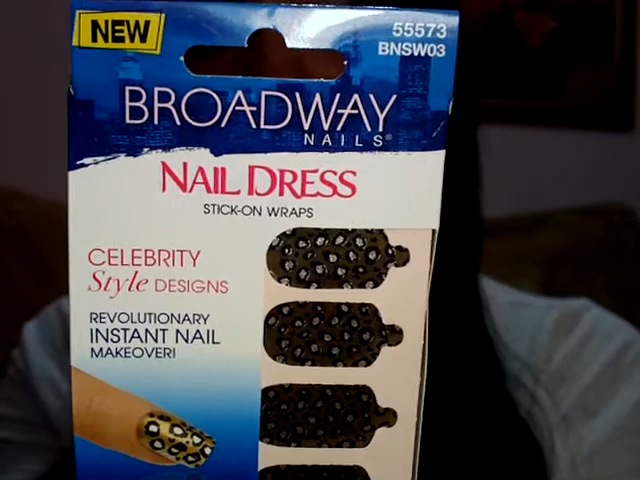 NEW
55573
BNSW03
BROADWAY
NAILS®
NAIL DRESS
STICK-ON WRAPS
CELEBRITY
Style DESIGNS
REVOLUTIONARY
INSTANT NAIL
MAKEOVER!